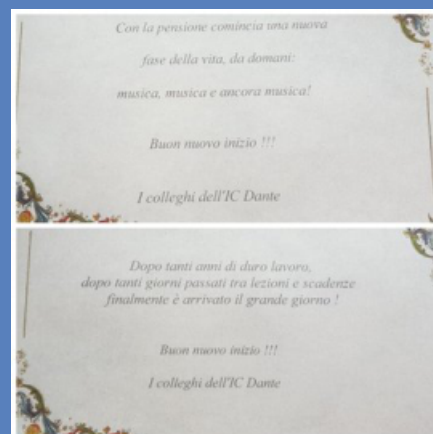 Con la pensione comincia una nuova
fase della vita, da domani:
musica, musica e ancora musica!
Buon nuovo inizio !!!
I colleghi dell'IC Dante
Dopo tanti anni di duro lavoro,
dopo tanti giorni passati tra lezioni e scadenze
finalmente è arrivato il grande giorno !
Buon nuovo inizio !!!
I colleghi dell'IC Dante